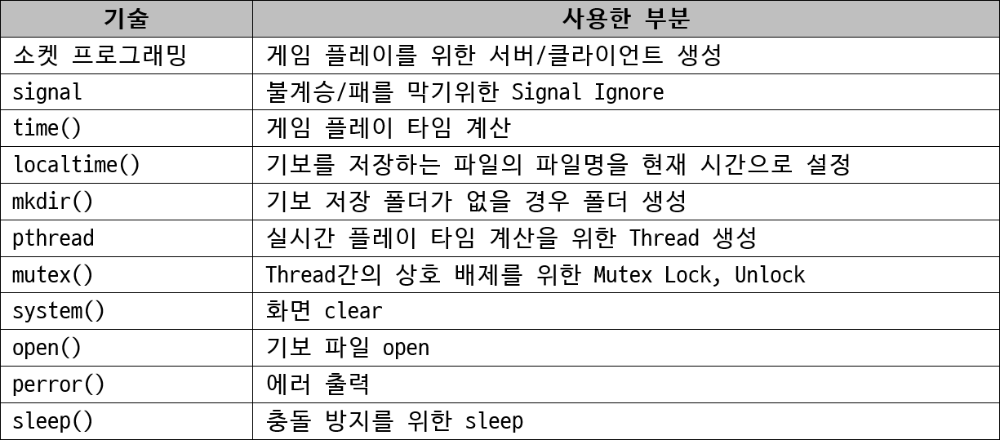 기술 사용한 부분
소켓 프로그래밍 게임 플레이를 위한 서버/클라이언트 생성
signal 불계승/패를 막기위한 Signal Ignore
time() 게임 플레이 타임 계산
localtime() 기보를 저장하는 파일의 파일명을 현재 시간으로 설정
mkdir() 기보 저장 폴더가 없을 경우 폴더 생성
pthread 실시간 플레이 타임 계산을 위한 Thread 생성
mutex() Thread간의 상호 배제를 위한 Mutex Lock, Unlock
system() 화면 clear
open() 기보 파일 open
perror() 에러 출력
sleep() 충돌 방지를 위한 sleep